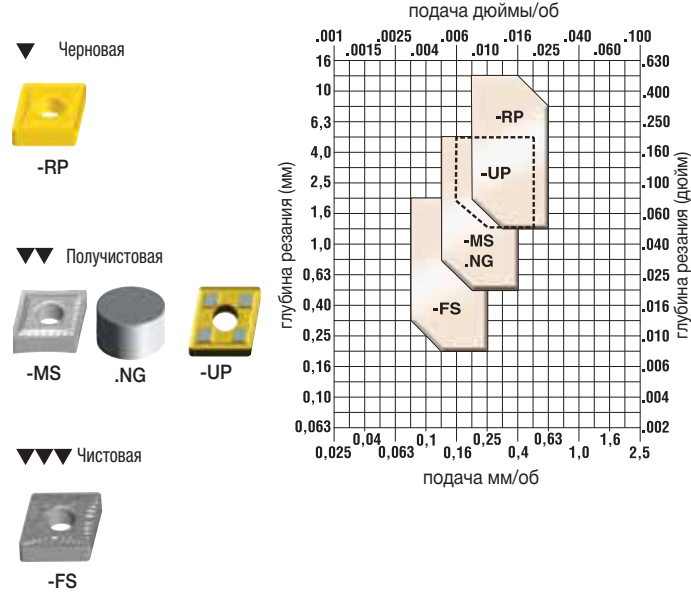 Черновая
-RP
Получистовая
-MS
.NG
-UP
Чистовая
-FS
подача дюймы/об
.001 .0025 .006 .016 .040 .100
.0015 .004 .010 .025 .060
глубина резания (мм)
16
10
6,3
4,0
2,5
1,6
1,0
0,63
0,40
0,25
0,16
0,10
0,063
-RP
-UP
-MS
.NG
-FS
.630
.400
.250
.160
.100
.060
.040
.025
.016
.010
.006
.004
.002
глубина резания (дюйм)
0,04 0,1 0,25 0,63 1,6
0,025 0,063 0,16 0,4 1,0 2,5
подача мм/об